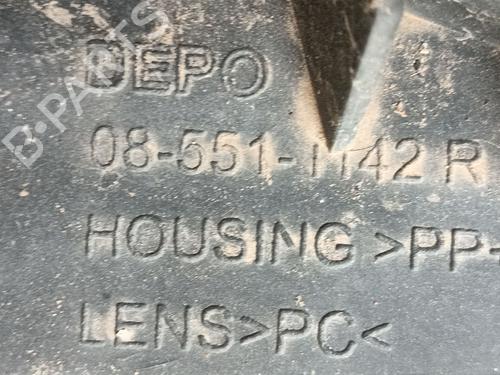 DEPO
B-PARTS
08-551-1142 R
HOUSING >PP-
LENS>PC<